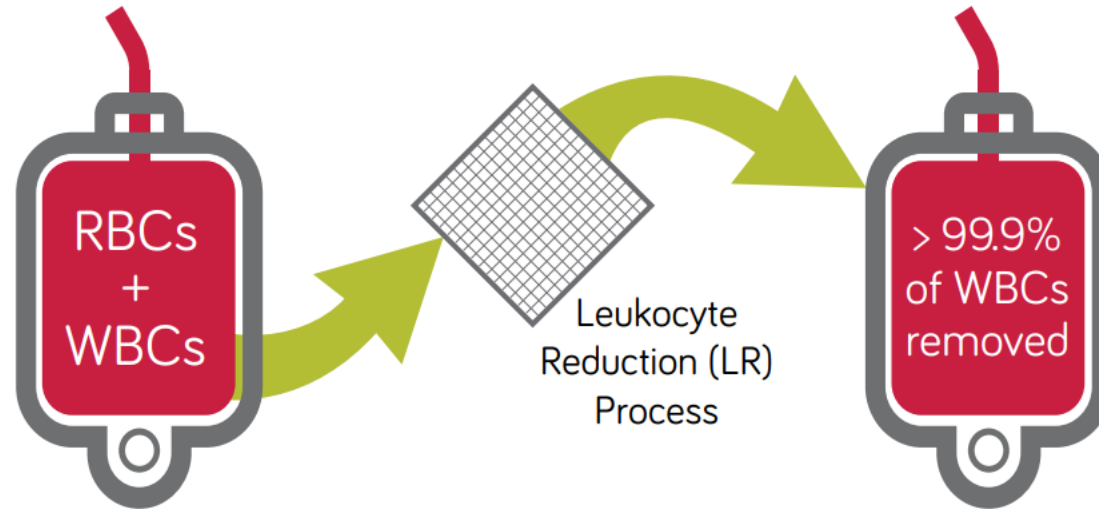 RBCs
+
WBCs
Leukocyte
Reduction (LR)
Process
> 99.9%
of WBCs
removed